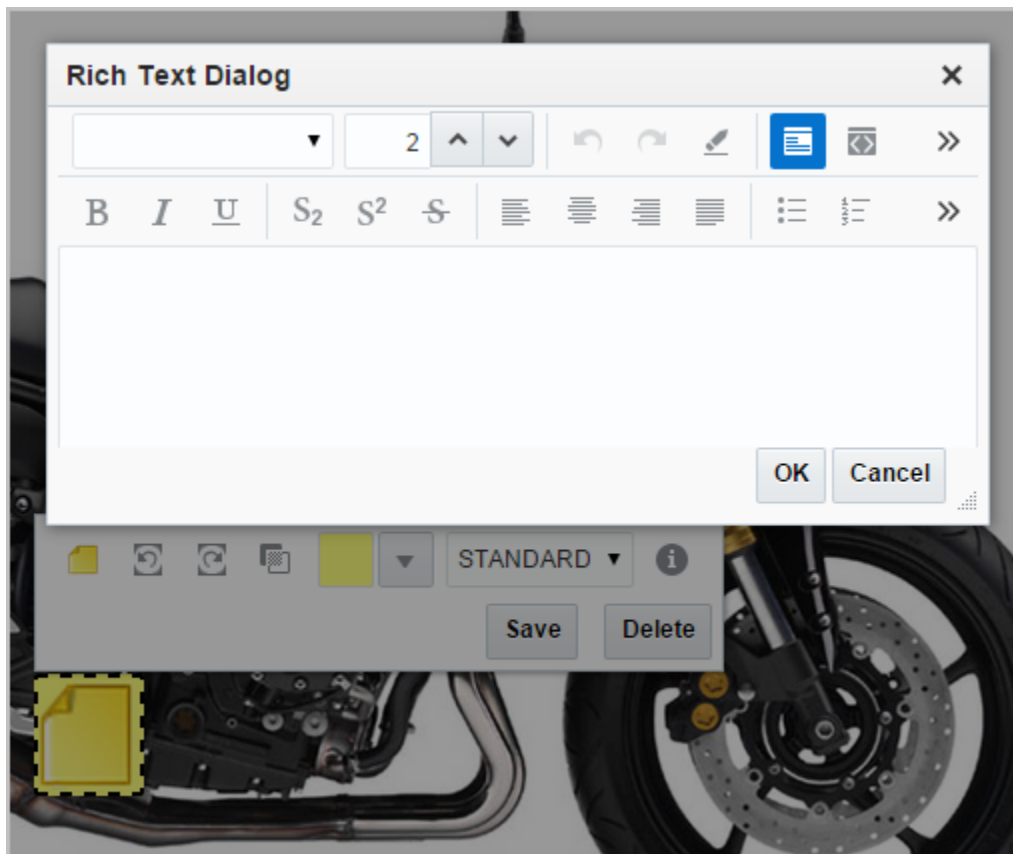 Rich Text Dialog
2
B I U S2 S² S
OK Cancel
STANDARD
Save Delete